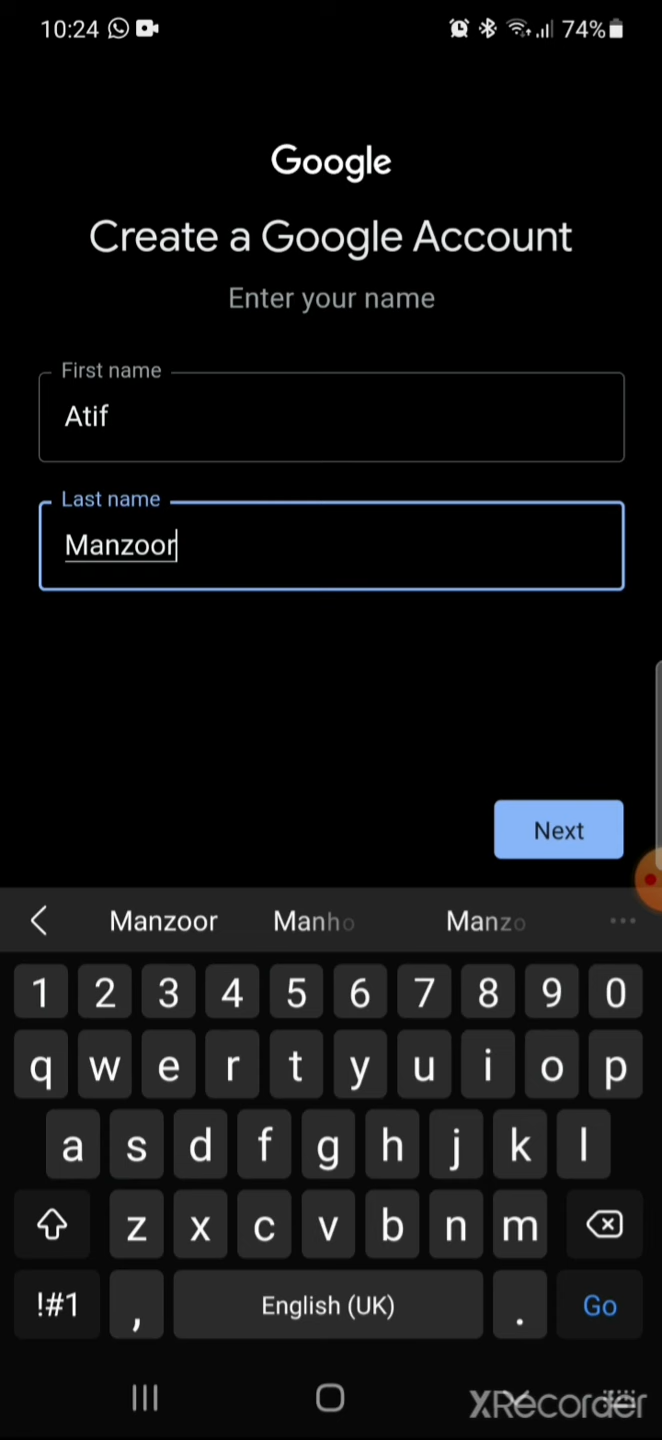 10:24 74%
Google
Create a Google Account
Enter your name
First name
Atif
Last name
Manzoor
Next
Manzoor Manho Manzo
1 2 3 4 5 6 7 8 9 0
q w e r t y u i o p
a s d f g h j k l
z x c v b n m
!#1 , English (UK) . Go
XRecorder